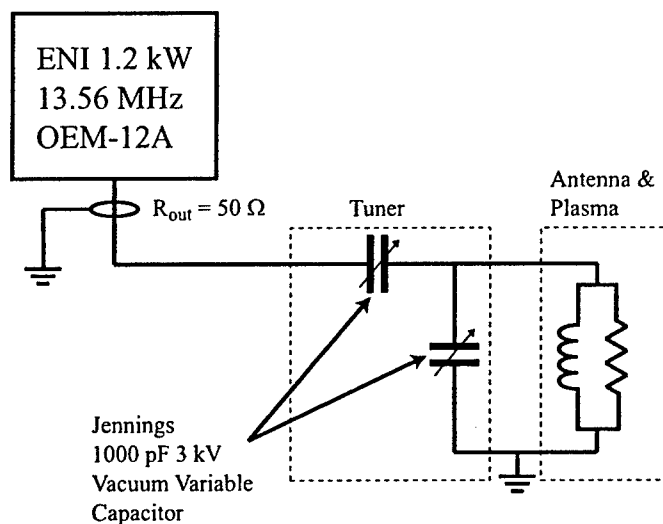 ENI 1.2 kW
13.56 MHz
OEM-12A
R_out = 50 Ω
Tuner
Antenna &
Plasma
Jennings
1000 pF 3 kV
Vacuum Variable
Capacitor